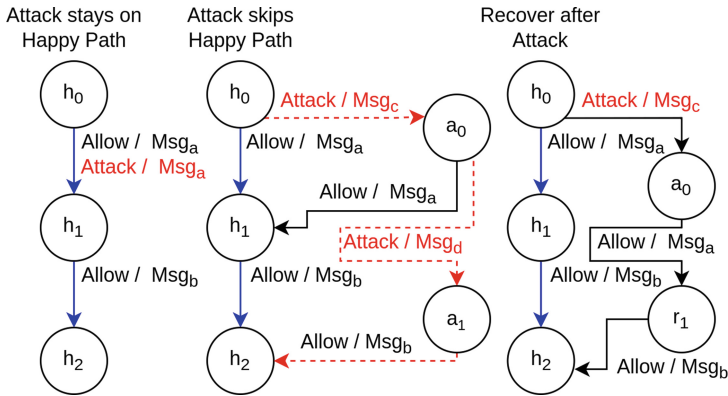 Attack stays on
Happy Path
h0
Allow / Msga
Attack / Msga
h1
Allow / Msgb
h2
Attack skips
Happy Path
h0
Attack / Msgc
a0
Allow / Msga
Allow / Msga
h1
Attack / Msgd
Allow / Msgb
a1
Allow / Msgb
h2
Recover after
Attack
h0
Attack / Msgc
Allow / Msga
a0
h1
Allow / Msga
Allow / Msgb
r1
h2
Allow / Msgb